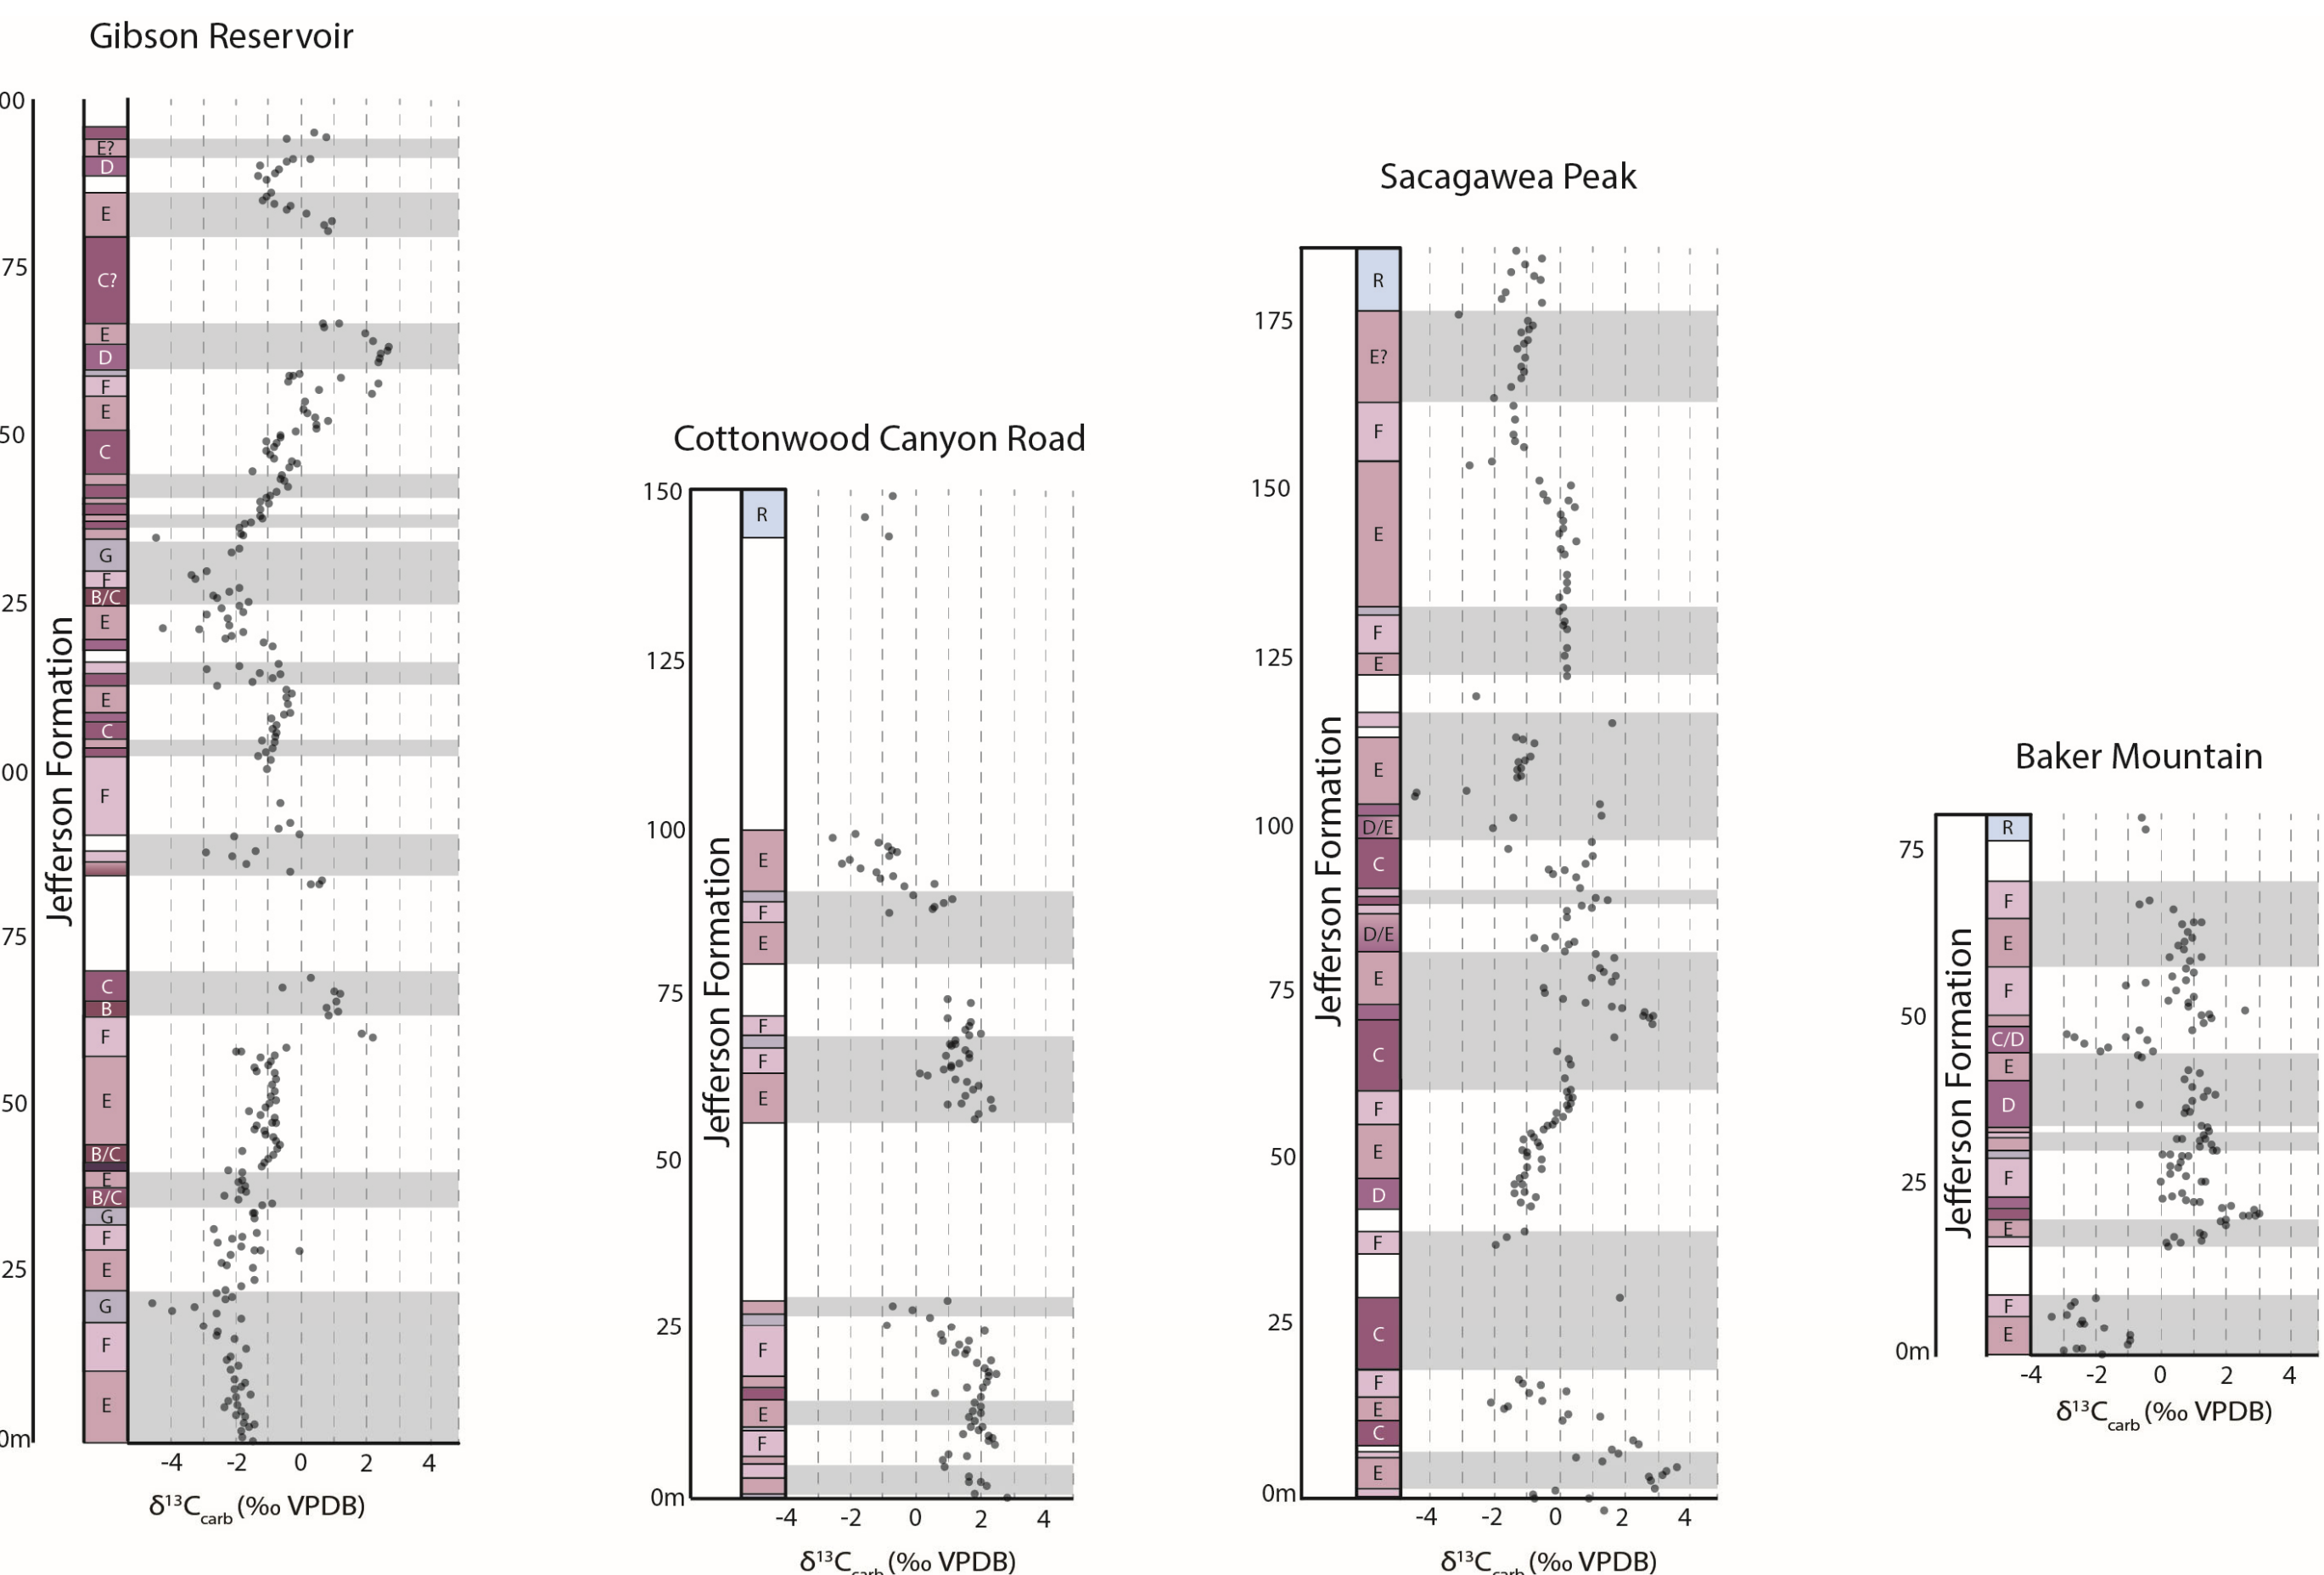 Gibson Reservoir
00
75
50
25
00
75
50
25
0m
Jefferson Formation
E?
D
E
C?
E
D
F
E
C
G
F
B/C
E
E
C
F
C
B
F
E
B/C
E
B/C
G
F
E
G
F
E
-4 -2 0 2 4
δ13Ccarb (‰ VPDB)
Cottonwood Canyon Road
150
125
100
75
50
25
0m
Jefferson Formation
R
E
F
E
F
F
E
F
E
F
-4 -2 0 2 4
δ13Ccarb (‰ VPDB)
Sacagawea Peak
175
150
125
100
75
50
25
0m
Jefferson Formation
R
E?
F
E
F
E
E
D/E
C
D/E
E
C
F
E
D
F
C
F
E
C
E
-4 -2 0 2 4
δ13Ccarb (‰ VPDB)
Baker Mountain
75
50
25
0m
Jefferson Formation
R
F
E
F
C/D
E
D
F
E
F
E
-4 -2 0 2 4
δ13Ccarb (‰ VPDB)